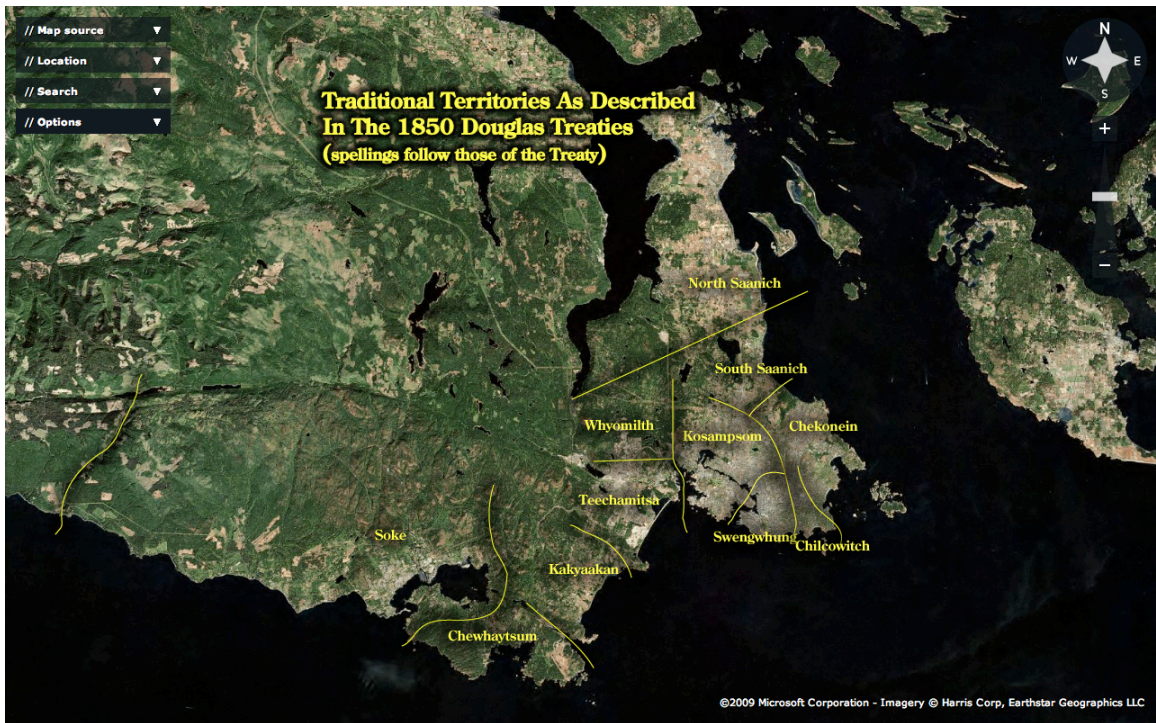 // Map source ▼
// Location ▼
// Search ▼
// Options ▼
N
W E
S
+
−
Traditional Territories As Described
In The 1850 Douglas Treaties
(spellings follow those of the Treaty)
North Saanich
South Saanich
Whyomilth
Kosampsom
Chekonein
Teechamitsa
Soke
Swengwhung
Chilcowitch
Kakyaakan
Chewhaytsum
©2009 Microsoft Corporation - Imagery © Harris Corp, Earthstar Geographics LLC